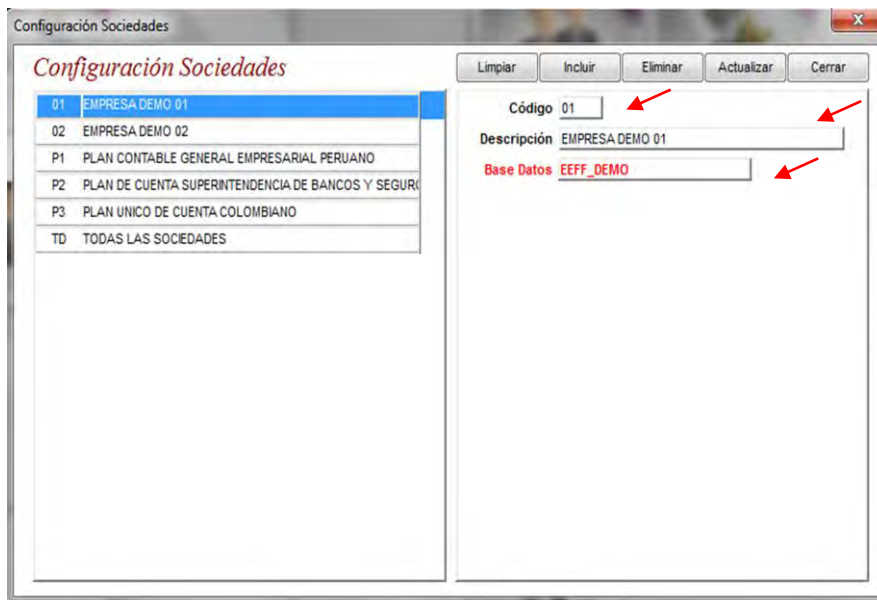 Configuración Sociedades
Configuración Sociedades
Limpiar Incluir Eliminar Actualizar Cerrar
01 EMPRESA DEMO 01
02 EMPRESA DEMO 02
P1 PLAN CONTABLE GENERAL EMPRESARIAL PERUANO
P2 PLAN DE CUENTA SUPERINTENDENCIA DE BANCOS Y SEGUR
P3 PLAN UNICO DE CUENTA COLOMBIANO
TD TODAS LAS SOCIEDADES
Código 01
Descripción EMPRESA DEMO 01
Base Datos EEFF_DEMO